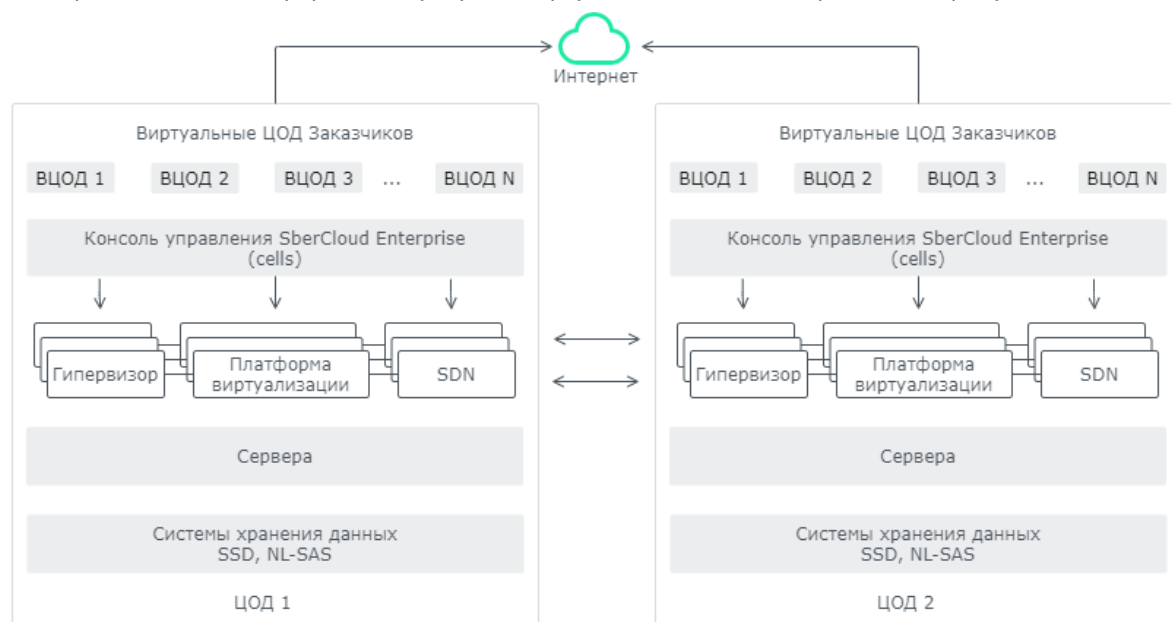 Интернет
Виртуальные ЦОД Заказчиков
ВЦОД 1 ВЦОД 2 ВЦОД 3 ... ВЦОД N
Консоль управления SberCloud Enterprise
(cells)
Гипервизор
Платформа
виртуализации
SDN
Сервера
Системы хранения данных
SSD, NL-SAS
ЦОД 1
Виртуальные ЦОД Заказчиков
ВЦОД 1 ВЦОД 2 ВЦОД 3 ... ВЦОД N
Консоль управления SberCloud Enterprise
(cells)
Гипервизор
Платформа
виртуализации
SDN
Сервера
Системы хранения данных
SSD, NL-SAS
ЦОД 2